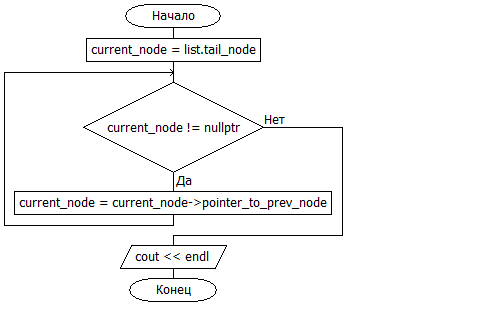 Начало
current_node = list.tail_node
current_node != nullptr
Нет
Да
current_node = current_node->pointer_to_prev_node
cout << endl
Конец